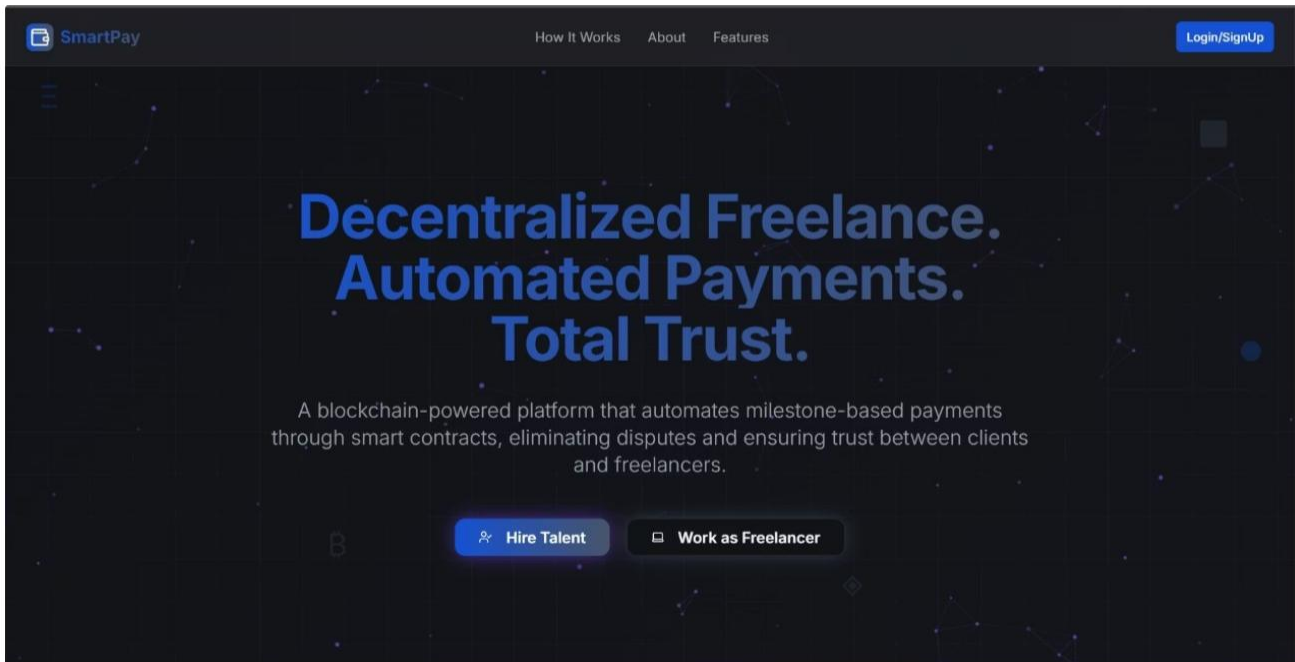 SmartPay
How It Works
About
Features
Login/SignUp
Decentralized Freelance.
Automated Payments.
Total Trust.
A blockchain-powered platform that automates milestone-based payments
through smart contracts, eliminating disputes and ensuring trust between clients
and freelancers.
Hire Talent
Work as Freelancer